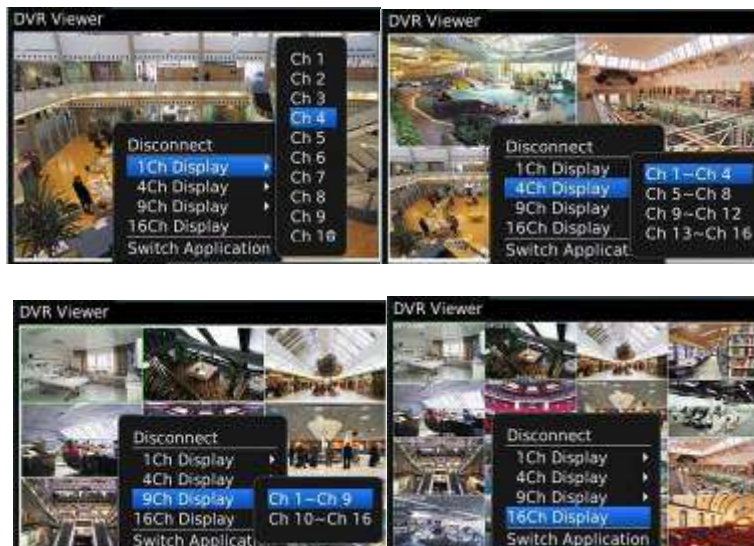 DVR Viewer
Disconnect
1Ch Display
4Ch Display
9Ch Display
16Ch Display
Switch Application
Ch 1
Ch 2
Ch 3
Ch 4
Ch 5
Ch 6
Ch 7
Ch 8
Ch 9
DVR Viewer
Disconnect
1Ch Display
4Ch Display
9Ch Display
16Ch Display
Switch Applicat
Ch 1~Ch 4
Ch 5~Ch 8
Ch 9~Ch 12
Ch 13~Ch 16
DVR Viewer
Disconnect
1Ch Display
4Ch Display
9Ch Display
16Ch Display
Switch Applicati
Ch 1~Ch 9
Ch 10~Ch 16
DVR Viewer
Disconnect
1Ch Display
4Ch Display
9Ch Display
16Ch Display
Switch Application